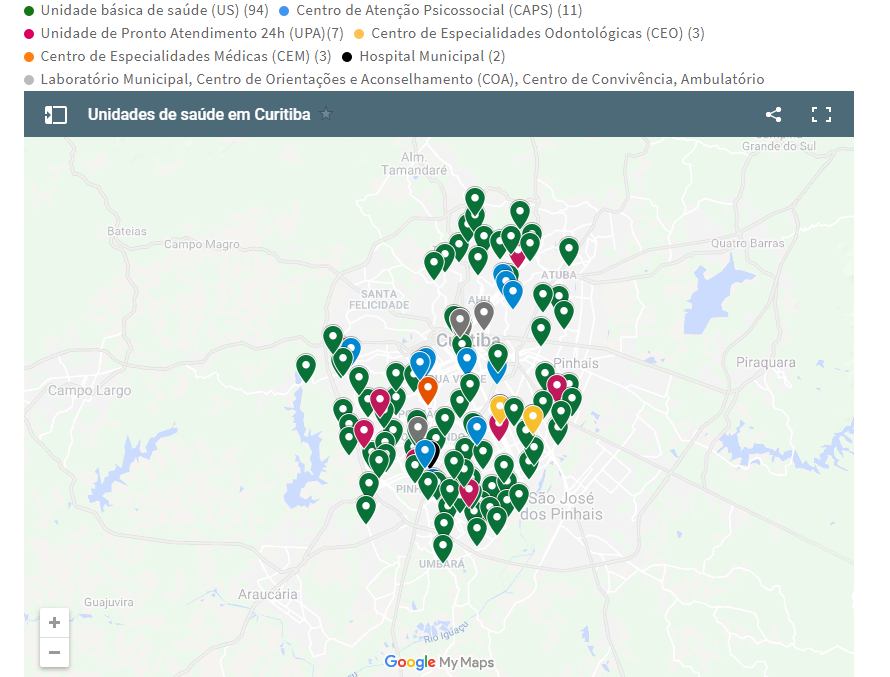 Unidade básica de saúde (US) (94) Centro de Atenção Psicossocial (CAPS) (11)
Unidade de Pronto Atendimento 24h (UPA)(7) Centro de Especialidades Odontológicas (CEO) (3)
Centro de Especialidades Médicas (CEM) (3) Hospital Municipal (2)
Laboratório Municipal, Centro de Orientações e Aconselhamento (COA), Centro de Convivência, Ambulatório
Unidades de saúde em Curitiba
Grande do Sul
Alm.
Tamandaré
Bateias
Campo Magro
Quatro Barras
ATUBA
SANTA
FELICIDADE
AHÚ
Curitiba
Pinhais
Piraquara
Campo Largo
São José
dos Pinhais
UMBARÁ
Araucária
Guajuvira
Rio Iguaçu
Google My Maps